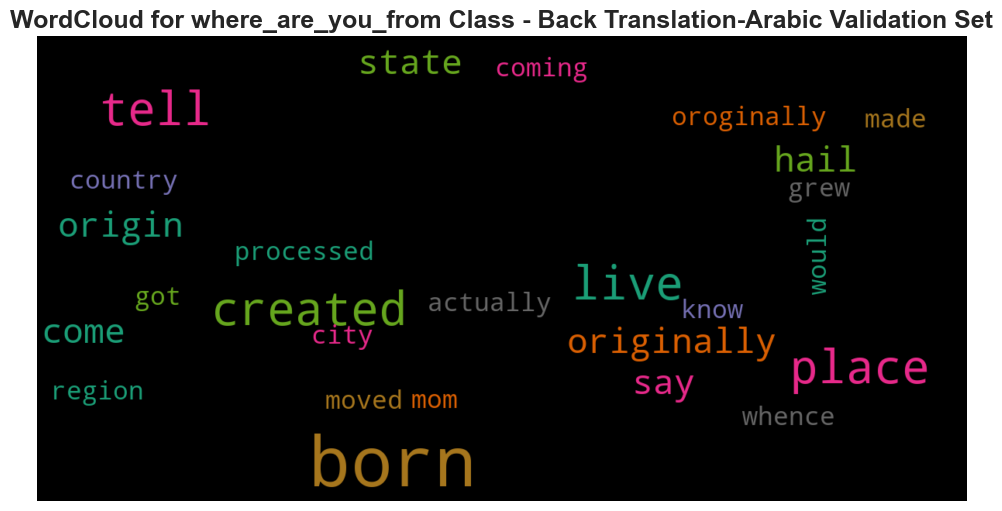 WordCloud for where_are_you_from Class - Back Translation-Arabic Validation Set
state
coming
tell
oroginally
made
hail
country
grew
origin
would
processed
live
got
created
actually
know
come
city
originally
place
say
region
moved
mom
whence
born